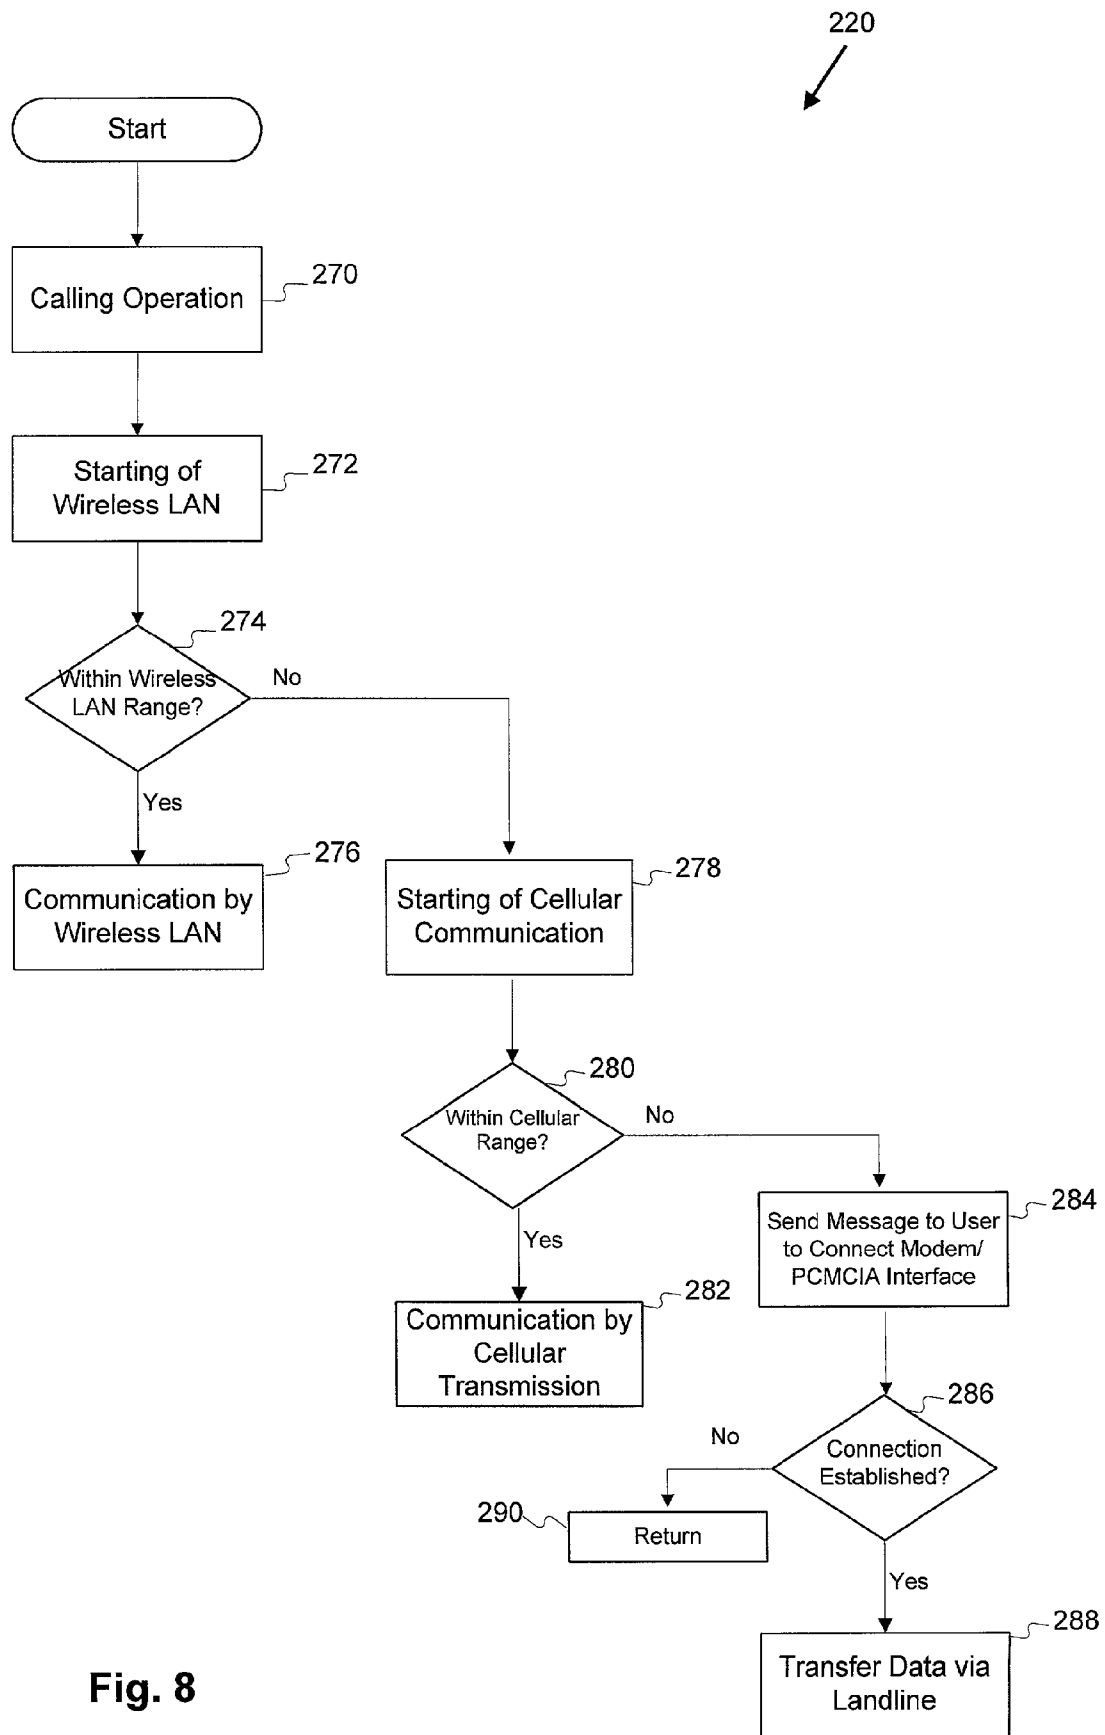 220
Start
Calling Operation
270
Starting of
Wireless LAN
272
274
Within Wireless
LAN Range?
No
Yes
Communication by
Wireless LAN
276
Starting of Cellular
Communication
278
280
Within Cellular
Range?
No
Yes
Communication by
Cellular
Transmission
282
Send Message to User
to Connect Modem/
PCMCIA Interface
284
286
Connection
Established?
No
290
Return
Yes
288
Transfer Data via
Landline
Fig. 8